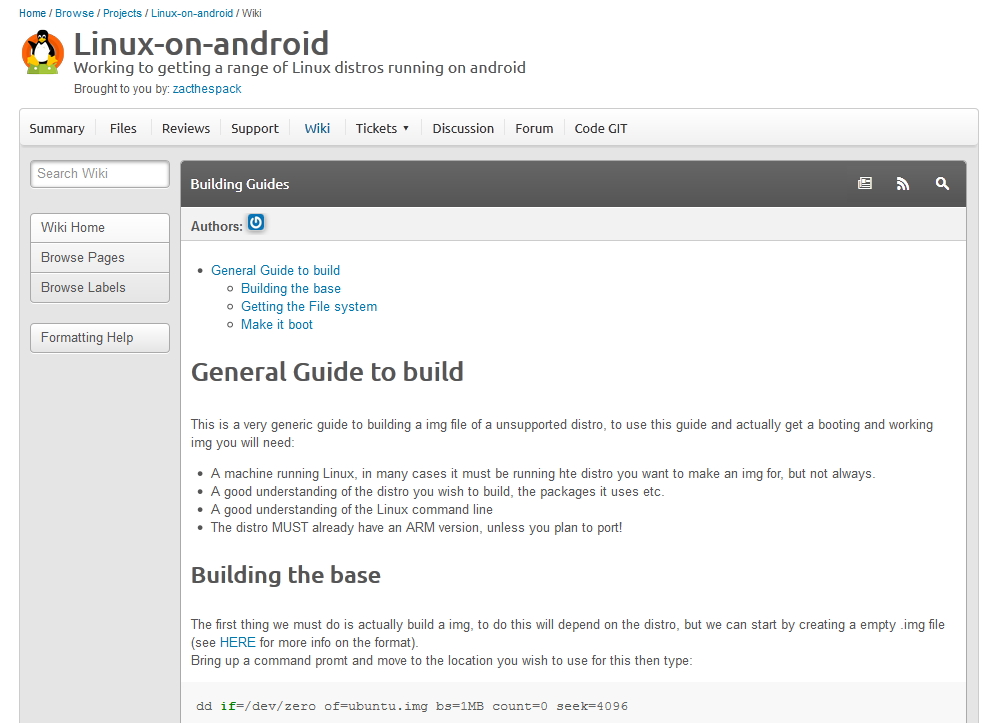 Home / Browse / Projects / Linux-on-android / Wiki
Linux-on-android
Working to getting a range of Linux distros running on android
Brought to you by: zacthespack
Summary Files Reviews Support Wiki Tickets ▼ Discussion Forum Code GIT
Search Wiki
Wiki Home
Browse Pages
Browse Labels
Formatting Help
Building Guides
Authors:
• General Guide to build
◦ Building the base
◦ Getting the File system
◦ Make it boot
General Guide to build
This is a very generic guide to building a img file of a unsupported distro, to use this guide and actually get a booting and working
img you will need:
• A machine running Linux, in many cases it must be running hte distro you want to make an img for, but not always.
• A good understanding of the distro you wish to build, the packages it uses etc.
• A good understanding of the Linux command line
• The distro MUST already have an ARM version, unless you plan to port!
Building the base
The first thing we must do is actually build a img, to do this will depend on the distro, but we can start by creating a empty .img file
(see HERE for more info on the format).
Bring up a command promt and move to the location you wish to use for this then type:
dd if=/dev/zero of=ubuntu.img bs=1MB count=0 seek=4096